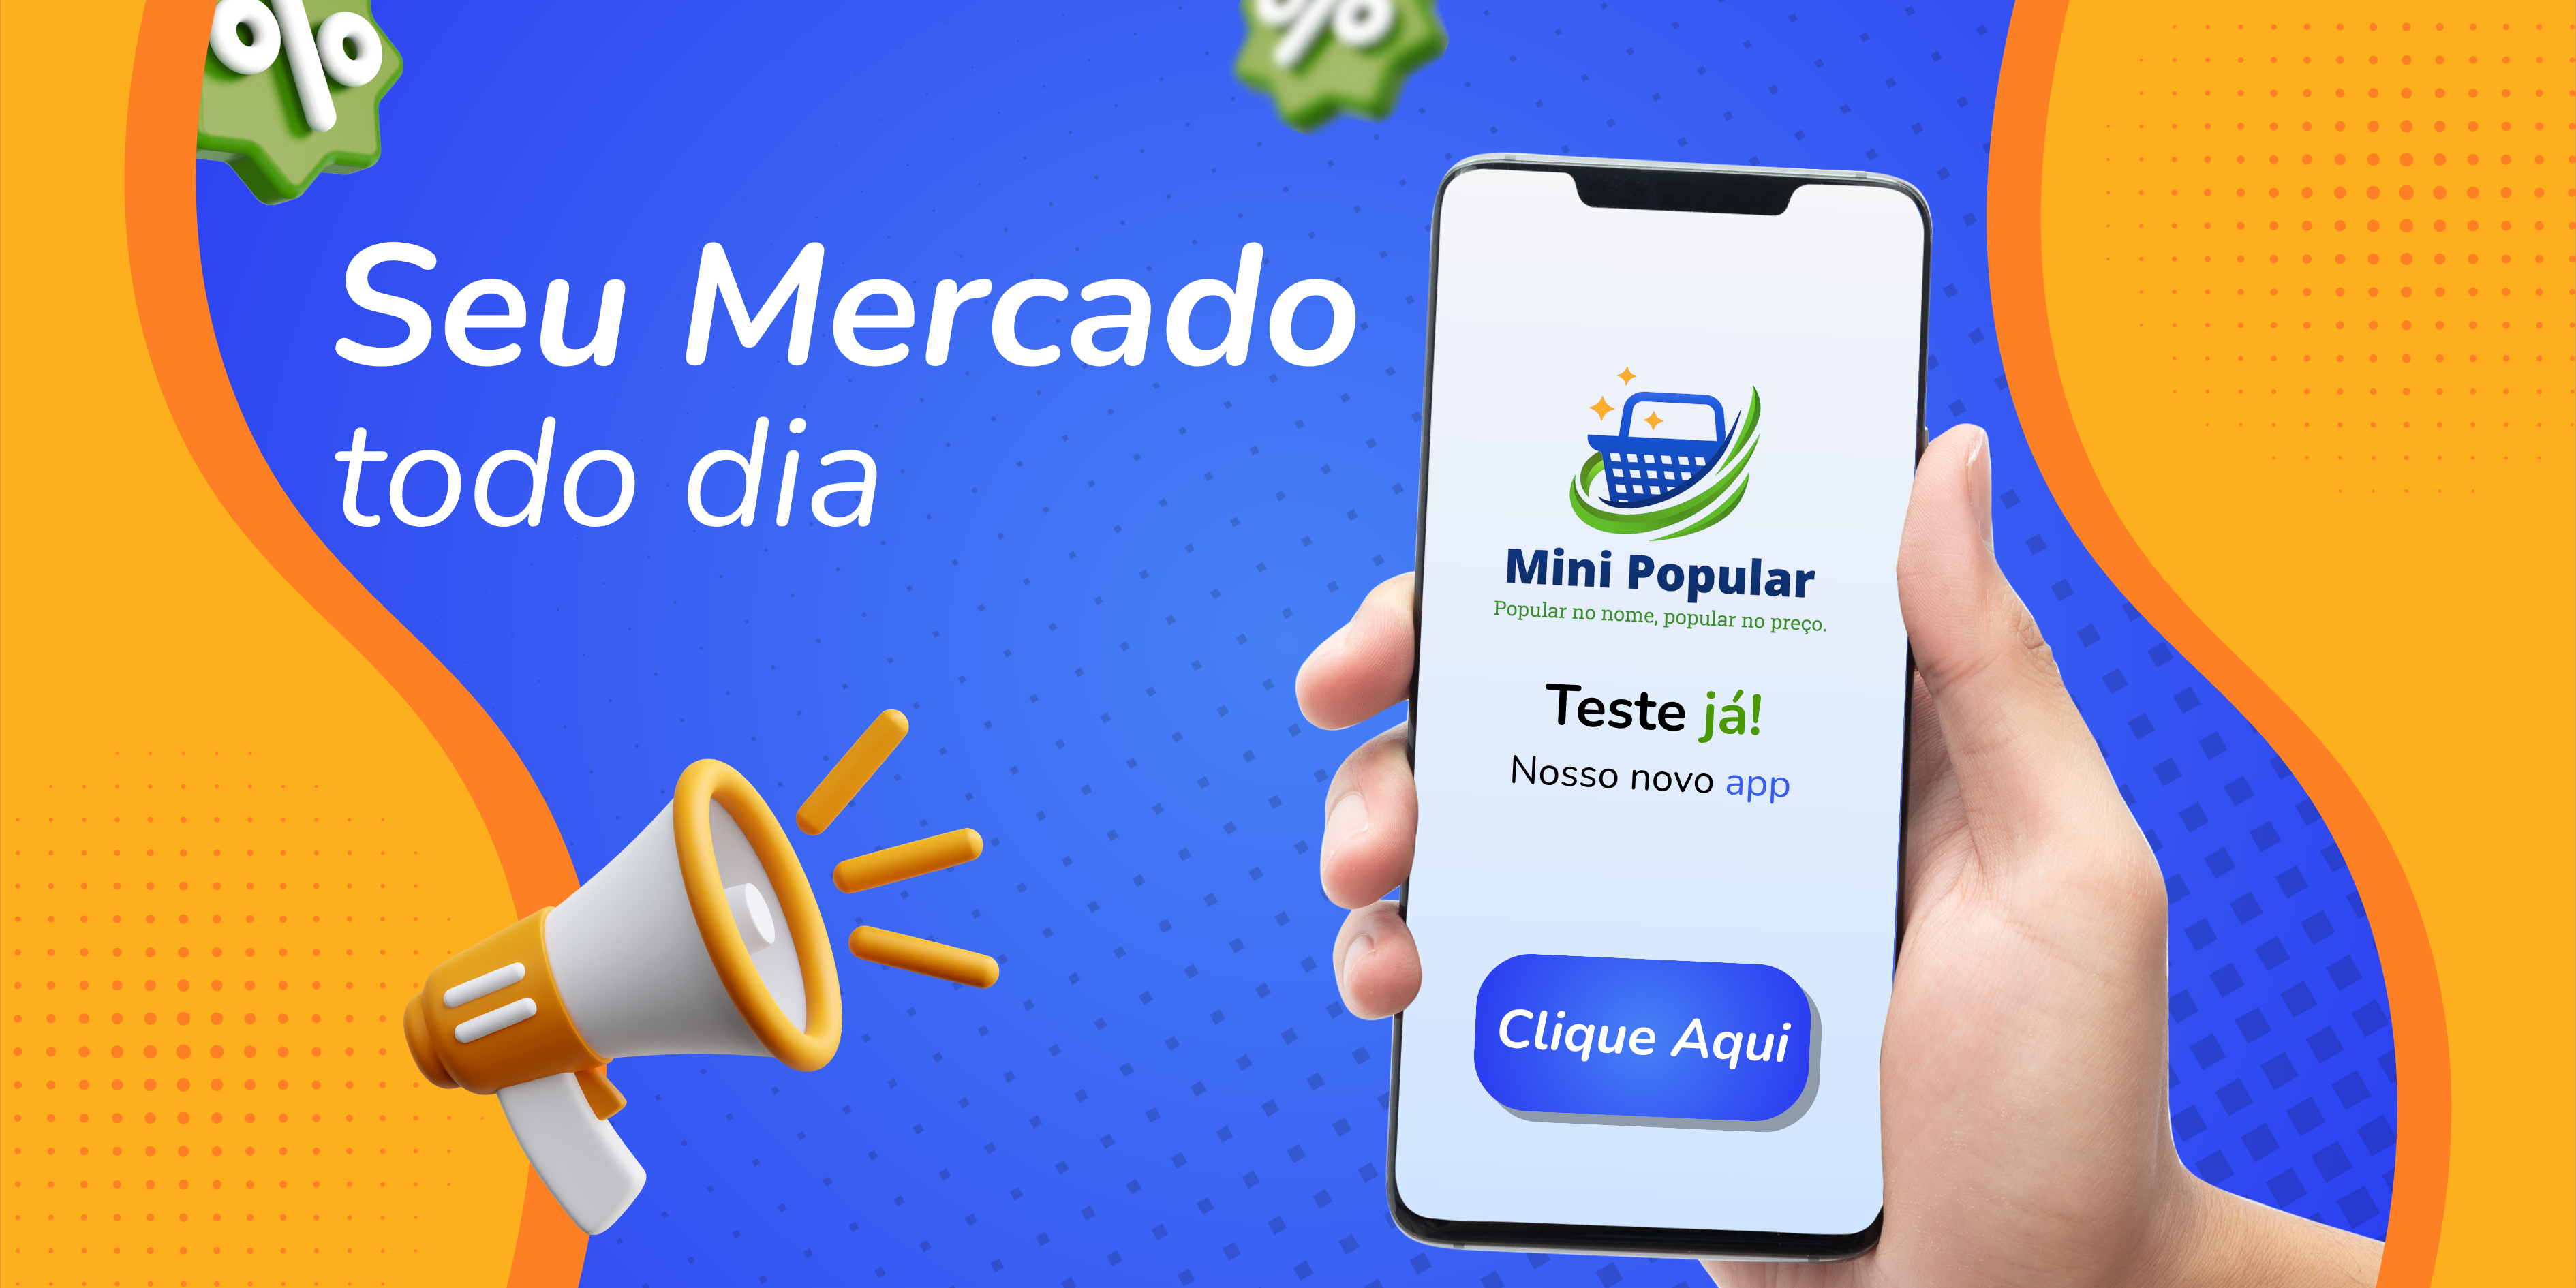 Seu Mercado
todo dia
Mini Popular
Popular no nome, popular no preço.
Teste já!
Nosso novo app
Clique Aqui
%
%